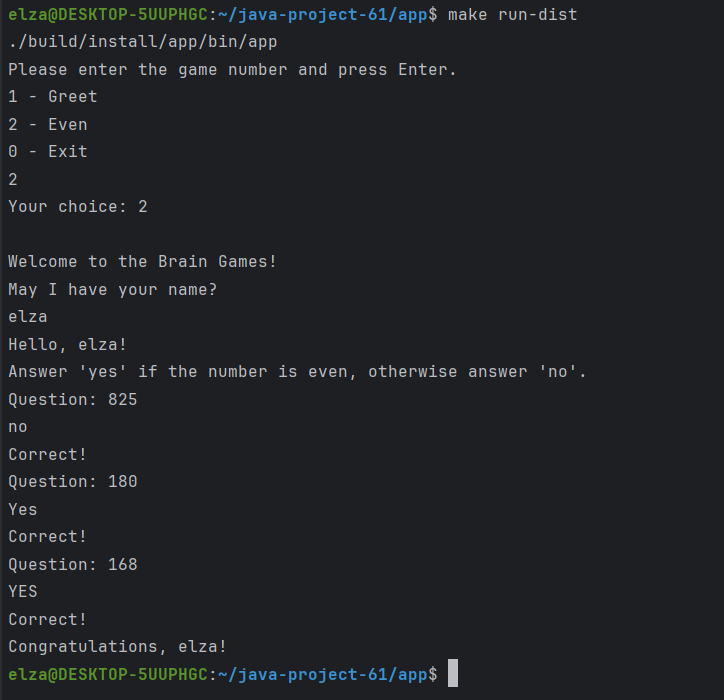 elza@DESKTOP-5UUPHGC:~/java-project-61/app$ make run-dist
./build/install/app/bin/app
Please enter the game number and press Enter.
1 - Greet
2 - Even
0 - Exit
2
Your choice: 2
Welcome to the Brain Games!
May I have your name?
elza
Hello, elza!
Answer 'yes' if the number is even, otherwise answer 'no'.
Question: 825
no
Correct!
Question: 180
Yes
Correct!
Question: 168
YES
Correct!
Congratulations, elza!
elza@DESKTOP-5UUPHGC:~/java-project-61/app$